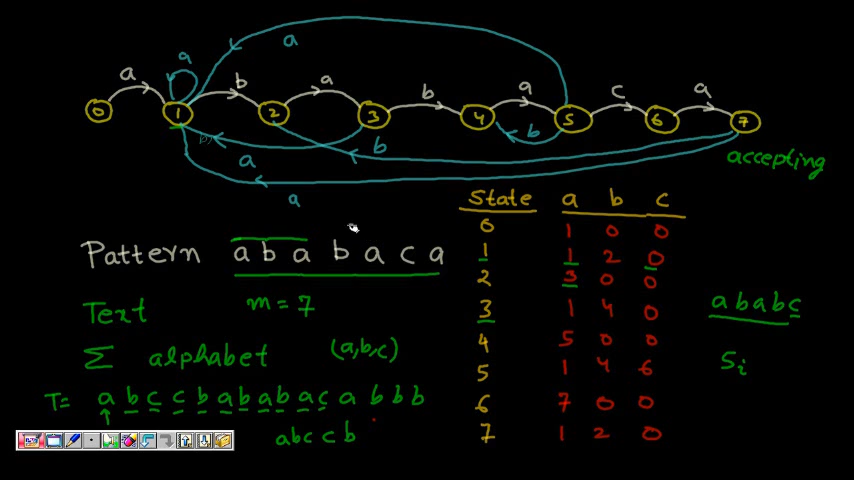 a
a
a b a b a c a
0 1 2 3 4 5 6 7
b b
a b accepting
a
State a b c
0 1 0 0
1 1 2 0
2 3 0 0
3 1 4 0
4 5 0 0
5 1 4 6
6 7 0 0
7 1 2 0
Pattern a b a b a c a
Text m = 7
Σ alphabet (a,b,c)
T= a b c c b a b a b a c a b b b
abc c b
a b a b c
Si